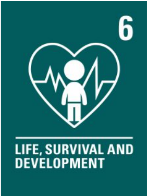 6
LIFE, SURVIVAL AND
DEVELOPMENT